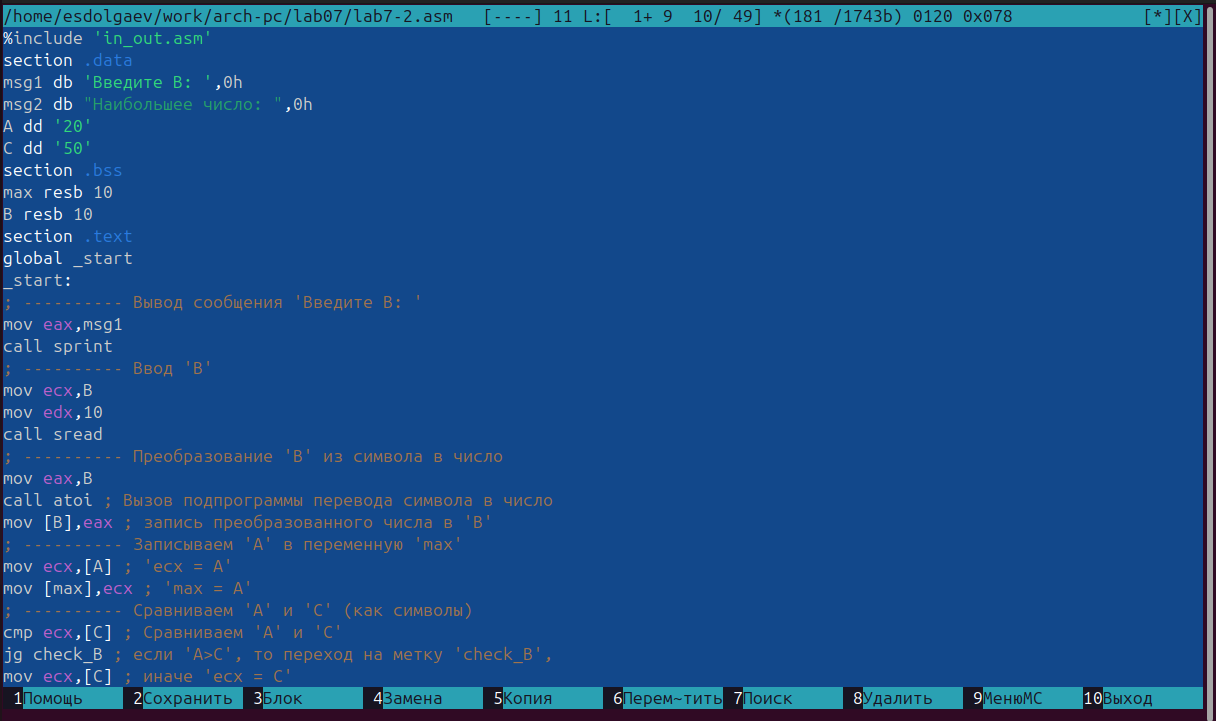 /home/esdolgaev/work/arch-pc/lab07/lab7-2.asm   [----] 11 L:[  1+ 9  10/ 49] *(181 /1743b) 0120 0x078             [*][X]
%include 'in_out.asm'
section .data
msg1 db 'Введите B: ',0h
msg2 db "Наибольшее число: ",0h
A dd '20'
C dd '50'
section .bss
max resb 10
B resb 10
section .text
global _start
_start:
; ---------- Вывод сообщения 'Введите B: '
mov eax,msg1
call sprint
; ---------- Ввод 'B'
mov ecx,B
mov edx,10
call sread
; ---------- Преобразование 'B' из символа в число
mov eax,B
call atoi ; Вызов подпрограммы перевода символа в число
mov [B],eax ; запись преобразованного числа в 'B'
; ---------- Записываем 'A' в переменную 'max'
mov ecx,[A] ; 'ecx = A'
mov [max],ecx ; 'max = A'
; ---------- Сравниваем 'A' и 'С' (как символы)
cmp ecx,[C] ; Сравниваем 'A' и 'С'
jg check_B ; если 'A>C', то переход на метку 'check_B',
mov ecx,[C] ; иначе 'ecx = C'
1Помощь 2Сохранить 3Блок 4Замена 5Копия 6Перем~тить 7Поиск 8Удалить 9МенюМС 10Выход